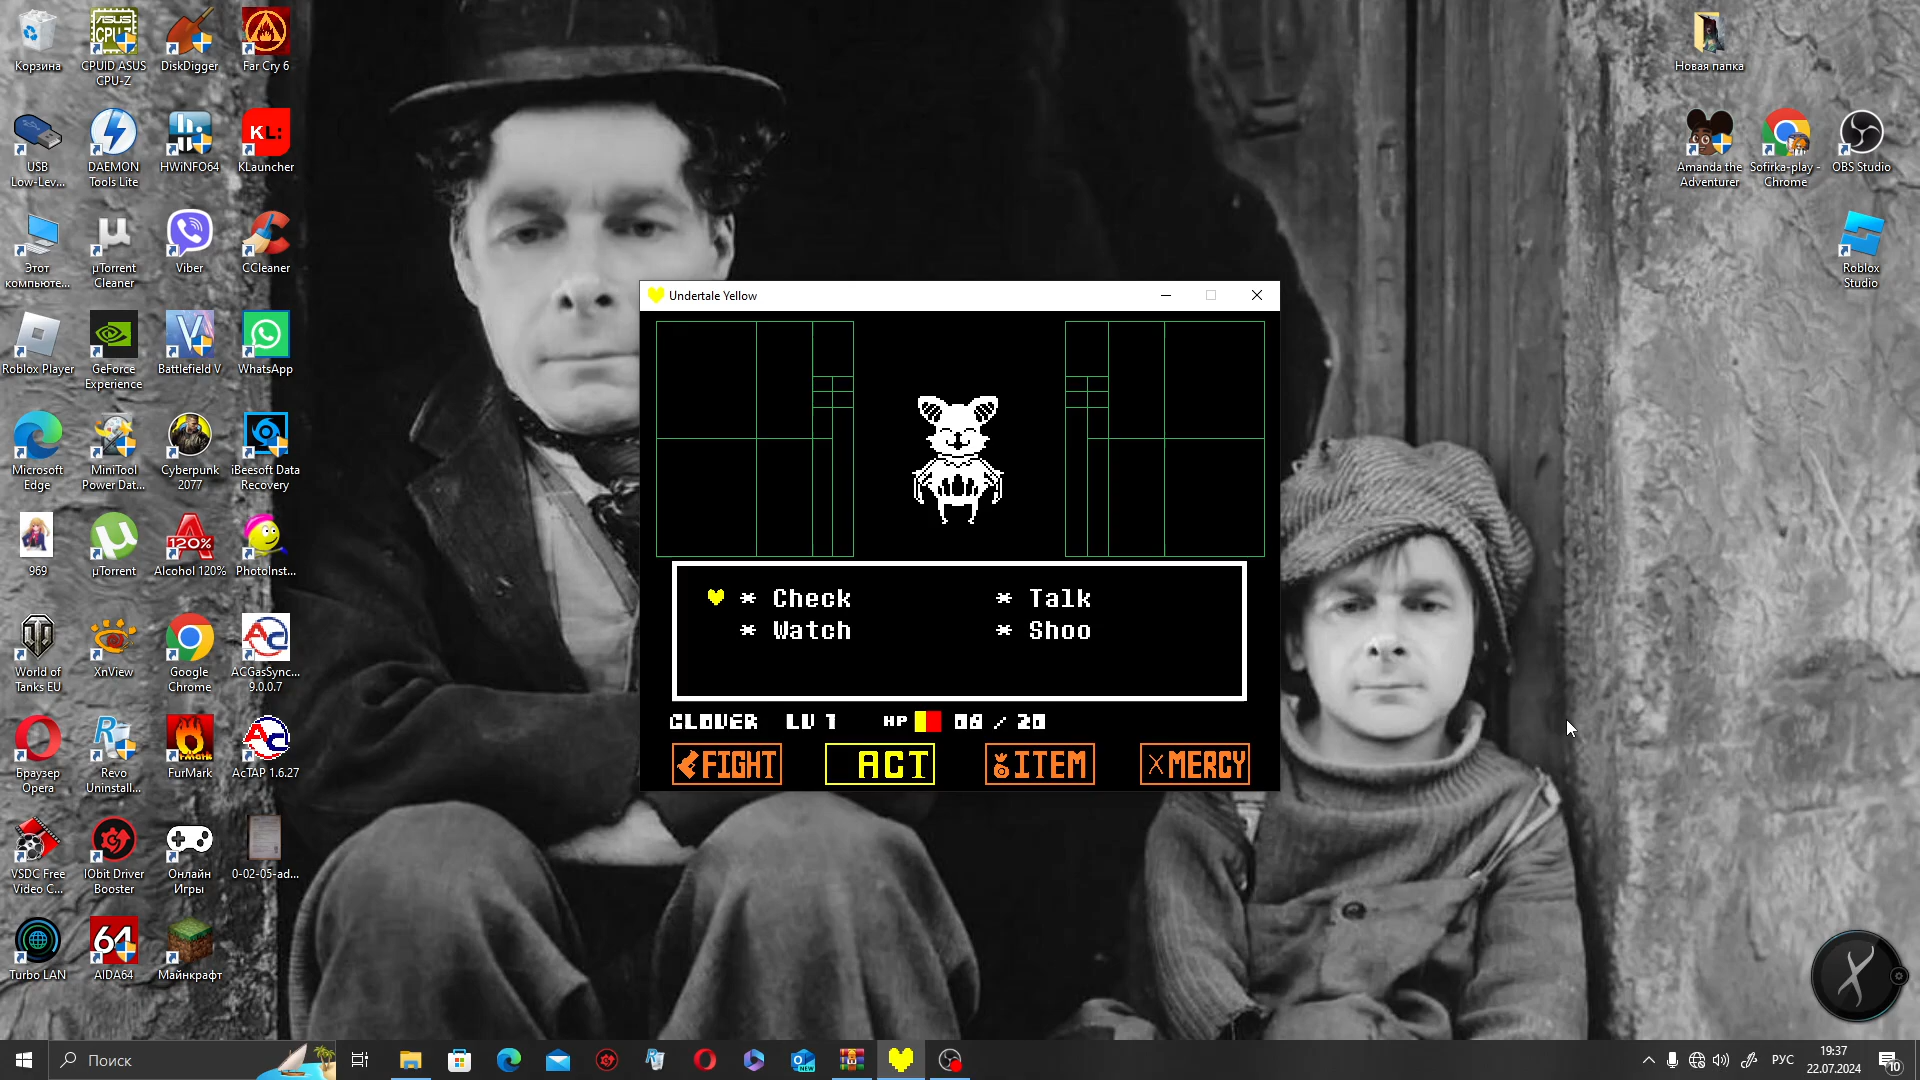 Корзина
CPUID ASUS
CPU-Z
DiskDigger
Far Cry 6
USB
Low-Lev...
DAEMON
Tools Lite
HWiNFO64
KLauncher
Этот
компьюте...
µTorrent
Cleaner
Viber
CCleaner
Roblox Player
GeForce
Experience
Battlefield V
WhatsApp
Microsoft
Edge
MiniTool
Power Dat...
Cyberpunk
2077
iBeesoft Data
Recovery
969
µTorrent
Alcohol 120%
PhotoInst...
World of
Tanks EU
XnView
Google
Chrome
ACGasSync...
9.0.0.7
Браузер
Opera
Revo
Uninstall...
FurMark
AcTAP 1.6.27
VSDC Free
Video C...
IObit Driver
Booster
Онлайн
Игры
0-02-05-ad...
Turbo LAN
AIDA64
Майнкрафт
Новая папка
Amanda the
Adventurer
Sofirka-play -
Chrome
OBS Studio
Roblox
Studio
Undertale Yellow
* Check
* Talk
* Watch
* Shoo
CLOVER LV 1 HP 08 / 20
FIGHT
ACT
ITEM
MERCY
Поиск
РУС
19:37
22.07.2024
10